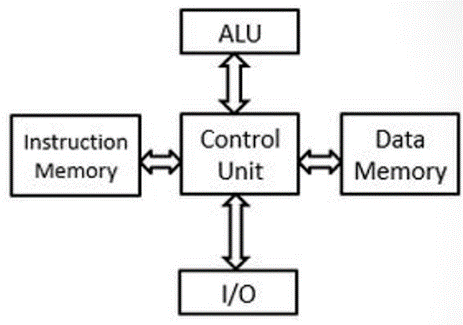 ALU
Instruction
Memory
Control
Unit
Data
Memory
I/O